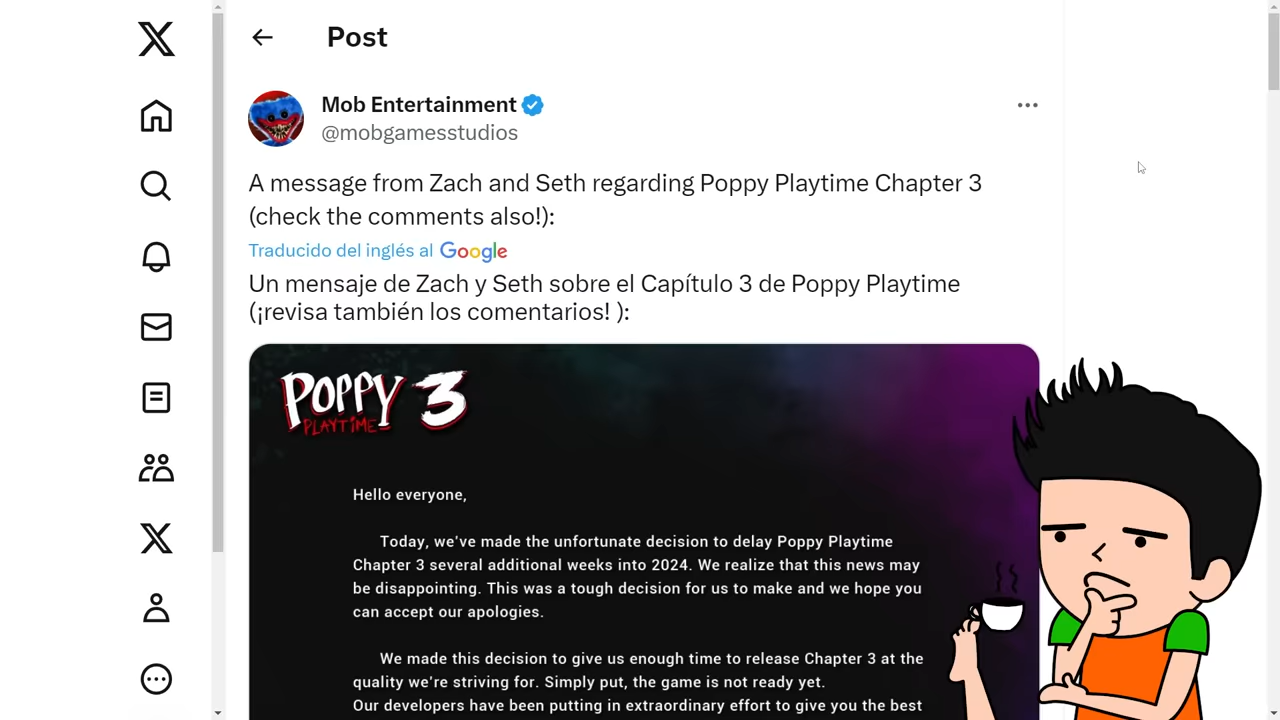 Post
Mob Entertainment
@mobgamesstudios
A message from Zach and Seth regarding Poppy Playtime Chapter 3
(check the comments also!):
Traducido del inglés al Google
Un mensaje de Zach y Seth sobre el Capítulo 3 de Poppy Playtime
(¡revisa también los comentarios! ):
POPPY 3
PLAYTIME
Hello everyone,
Today, we've made the unfortunate decision to delay Poppy Playtime
Chapter 3 several additional weeks into 2024. We realize that this news may
be disappointing. This was a tough decision for us to make and we hope you
can accept our apologies.
We made this decision to give us enough time to release Chapter 3 at the
quality we're striving for. Simply put, the game is not ready yet.
Our developers have been putting in extraordinary effort to give you the best